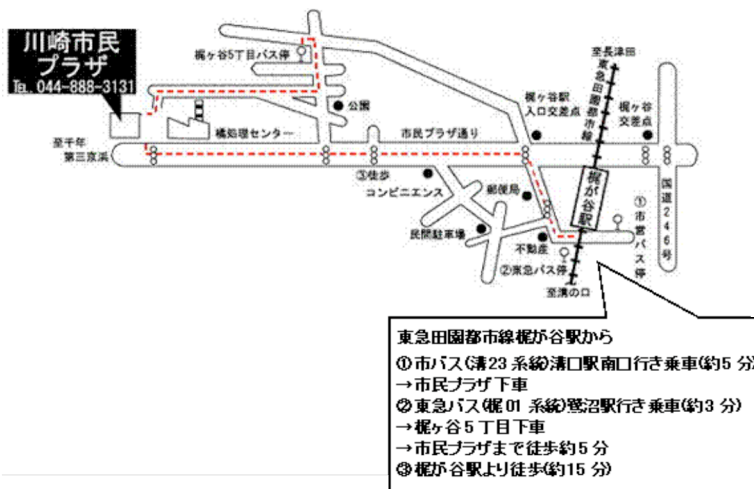 川崎市民
プラザ
TEL. 044-888-3131
梶ヶ谷5丁目バス停
公園
橘処理センター
至千年
第三京浜
市民プラザ通り
③徒歩
コンビニエンス
郵便局
民間駐車場
不動産
②東急バス停
梶ヶ谷駅
入口交差点
至長津田
東急田園都市線
梶ヶ谷
交差点
梶が谷駅
①市営バス停
国道246号
至溝の口
東急田園都市線梶が谷駅から
①市バス(溝23 系統)溝口駅南口行き乗車(約5 分)
→市民プラザ下車
②東急バス(梶01 系統)鷺沼駅行き乗車(約3 分)
→梶ヶ谷5 丁目下車
→市民プラザまで徒歩約5 分
③梶が谷駅より徒歩(約15 分)